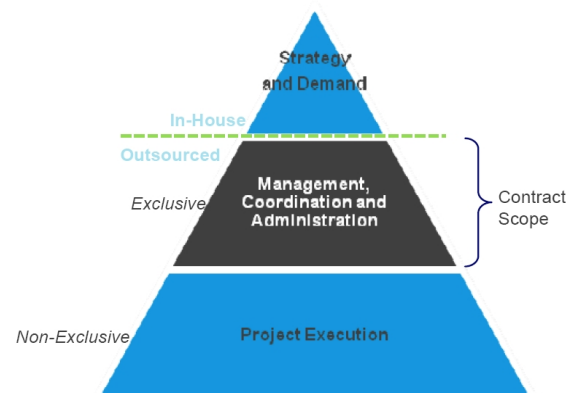 Strategy
and Demand
In-House
Outsourced
Exclusive
Management,
Coordination and
Administration
Contract
Scope
Non-Exclusive
Project Execution